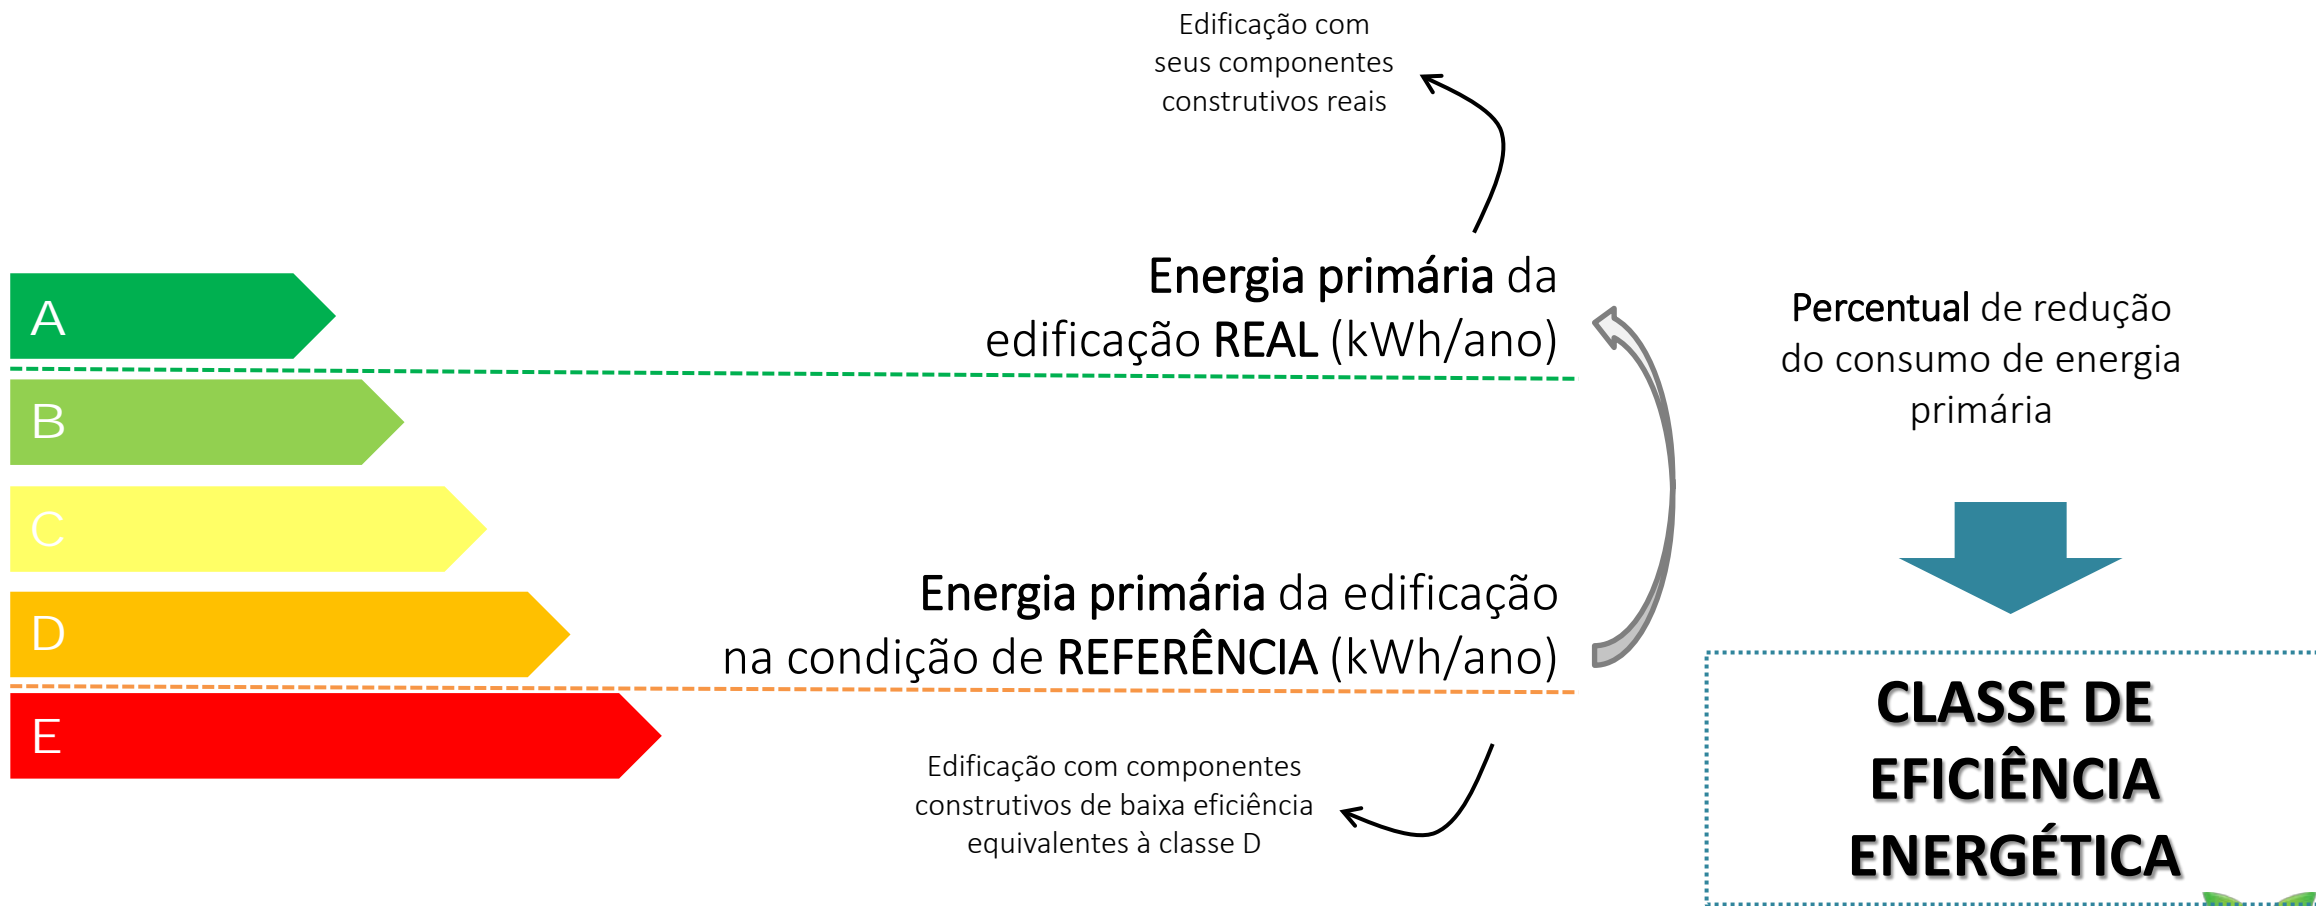 Edificação com
seus componentes
construtivos reais
A
B
C
D
E
Energia primária da
edificação REAL (kWh/ano)
Energia primária da edificação
na condição de REFERÊNCIA (kWh/ano)
Edificação com componentes
construtivos de baixa eficiência
equivalentes à classe D
Percentual de redução
do consumo de energia
primária
CLASSE DE
EFICIÊNCIA
ENERGÉTICA